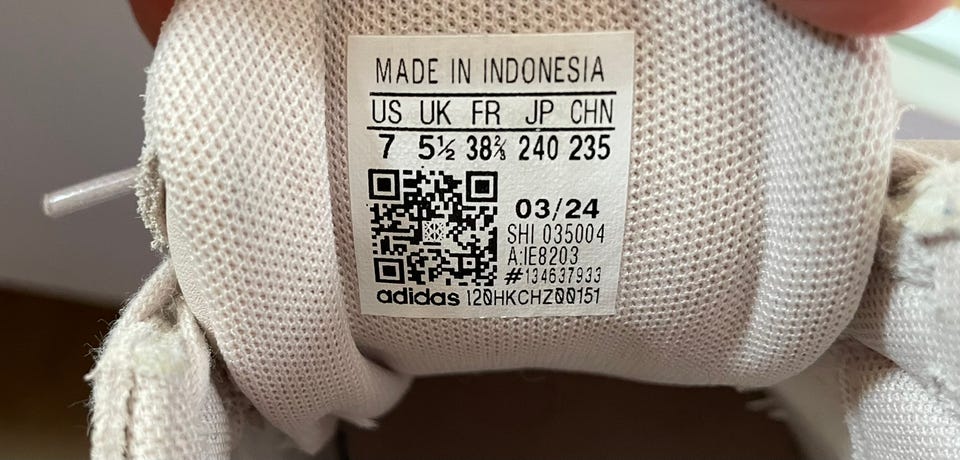 MADE IN INDONESIA
US UK FR JP CHN
7 5½ 38⅔ 240 235
03/24
SHI 035004
A:IE8203
#134637933
adidas 120HKCHZ00151